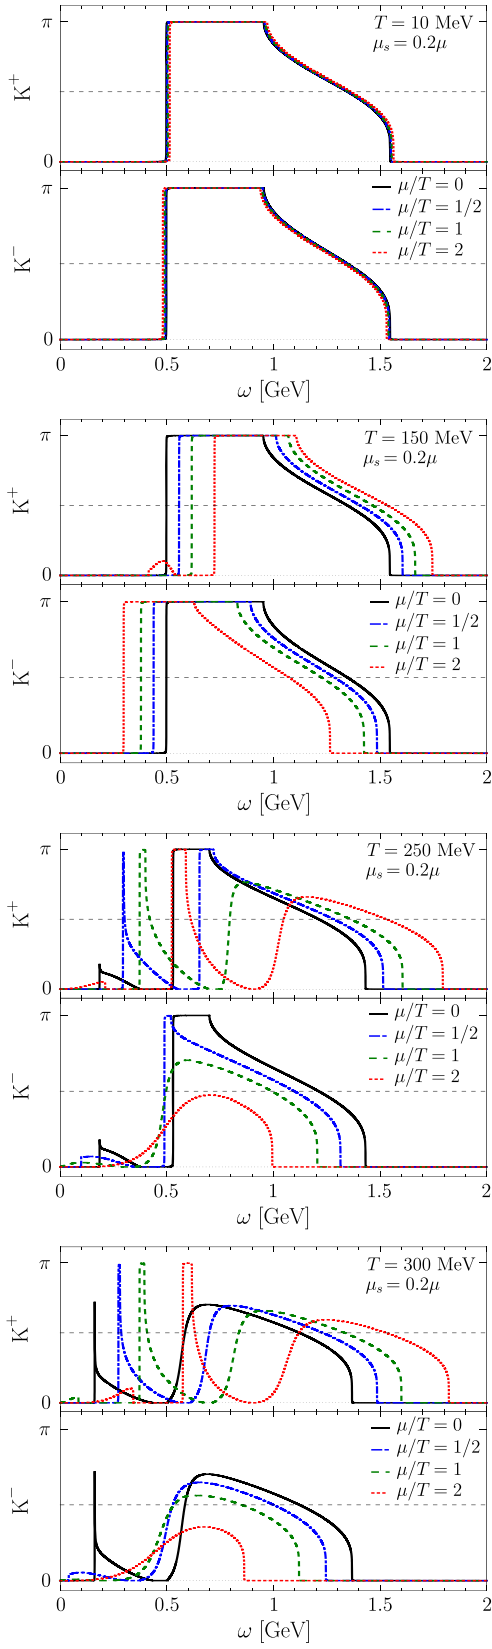 π
T = 10 MeV
μ_s = 0.2μ
K⁺
0
π
μ/T = 0
μ/T = 1/2
μ/T = 1
μ/T = 2
K⁻
0
0 0.5 1 1.5 2
ω [GeV]
π
T = 150 MeV
μ_s = 0.2μ
K⁺
0
π
μ/T = 0
μ/T = 1/2
μ/T = 1
μ/T = 2
K⁻
0
0 0.5 1 1.5 2
ω [GeV]
π
T = 250 MeV
μ_s = 0.2μ
K⁺
0
π
μ/T = 0
μ/T = 1/2
μ/T = 1
μ/T = 2
K⁻
0
0 0.5 1 1.5 2
ω [GeV]
π
T = 300 MeV
μ_s = 0.2μ
K⁺
0
π
μ/T = 0
μ/T = 1/2
μ/T = 1
μ/T = 2
K⁻
0
0 0.5 1 1.5 2
ω [GeV]